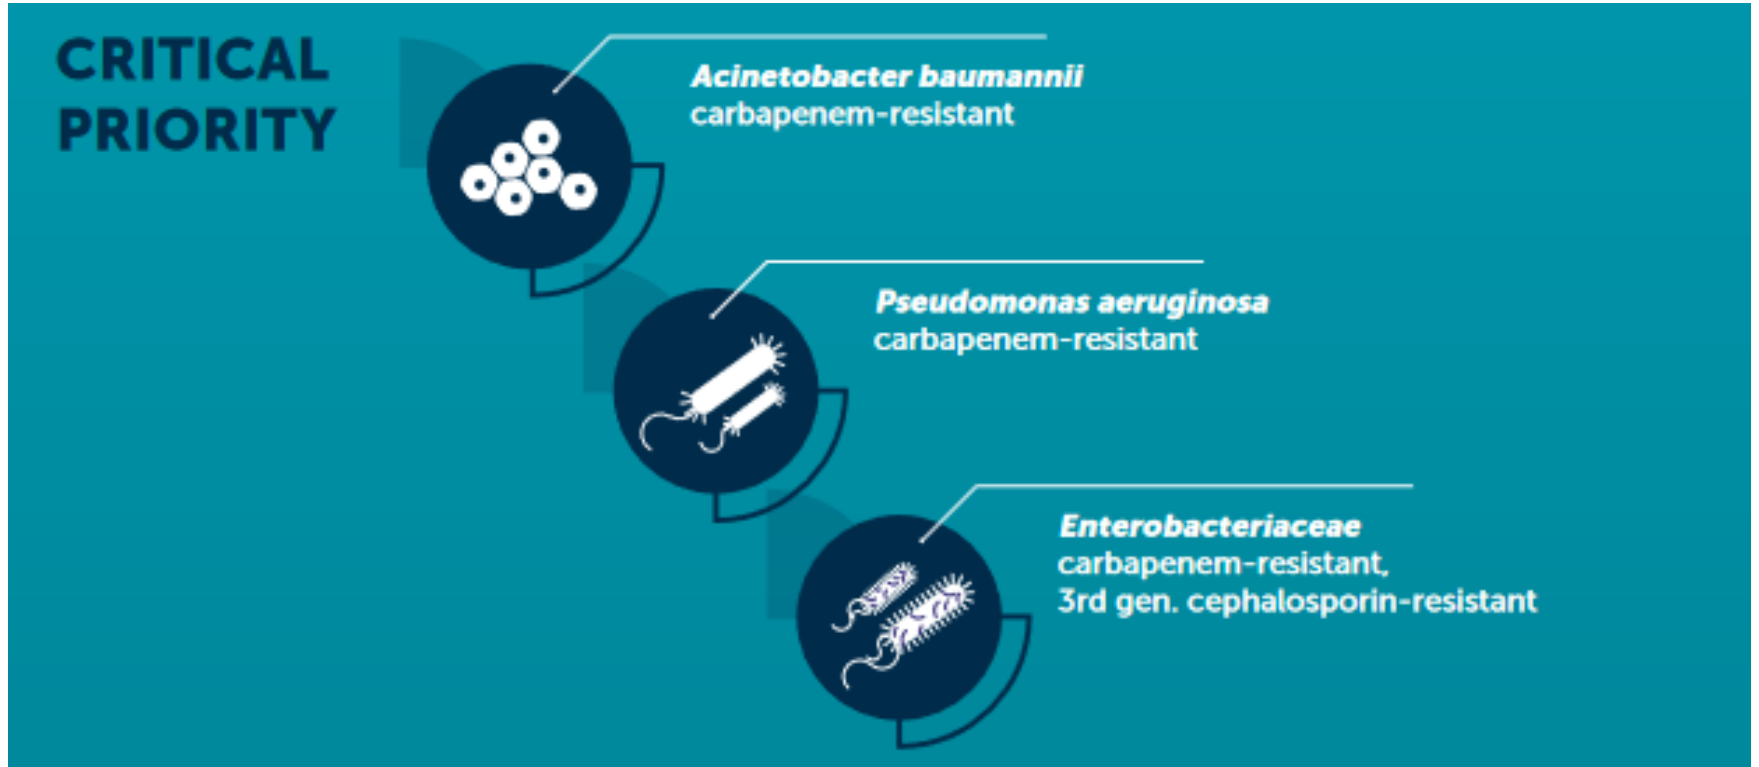 CRITICAL
PRIORITY
Acinetobacter baumannii
carbapenem-resistant
Pseudomonas aeruginosa
carbapenem-resistant
Enterobacteriaceae
carbapenem-resistant,
3rd gen. cephalosporin-resistant